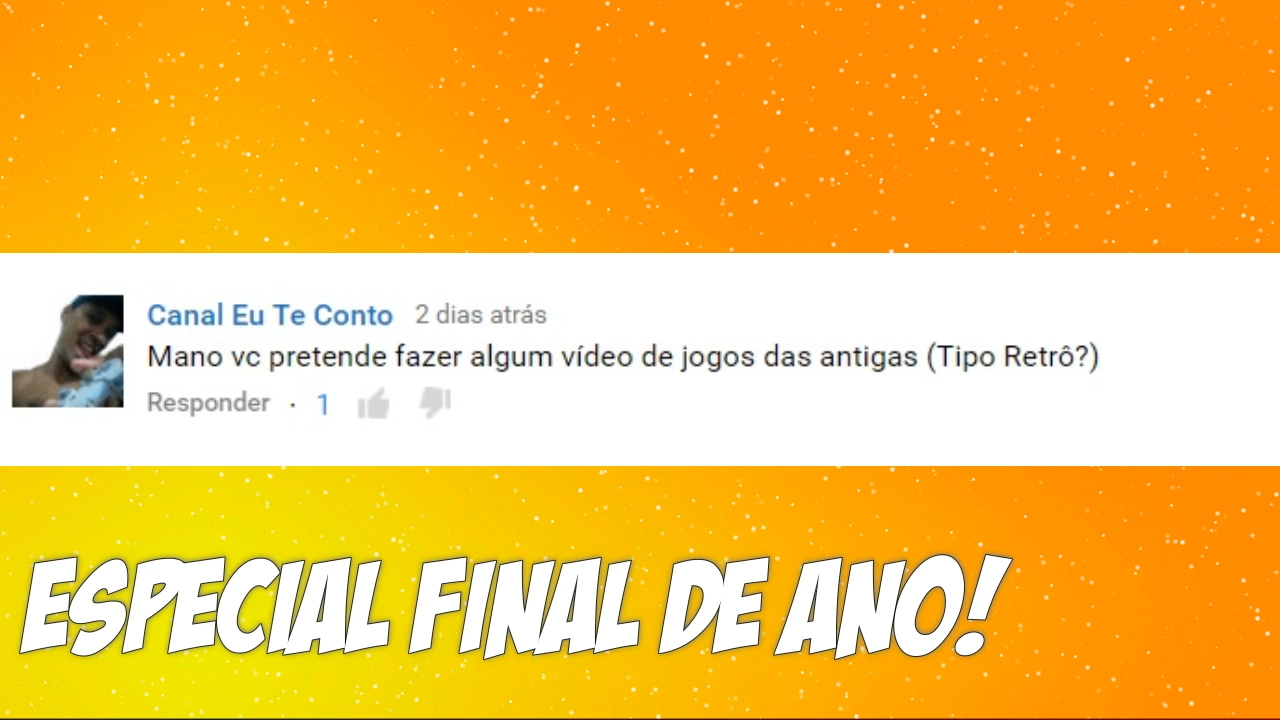 Canal Eu Te Conto 2 dias atrás
Mano vc pretende fazer algum vídeo de jogos das antigas (Tipo Retrô?)
Responder · 1
ESPECIAL FINAL DE ANO!